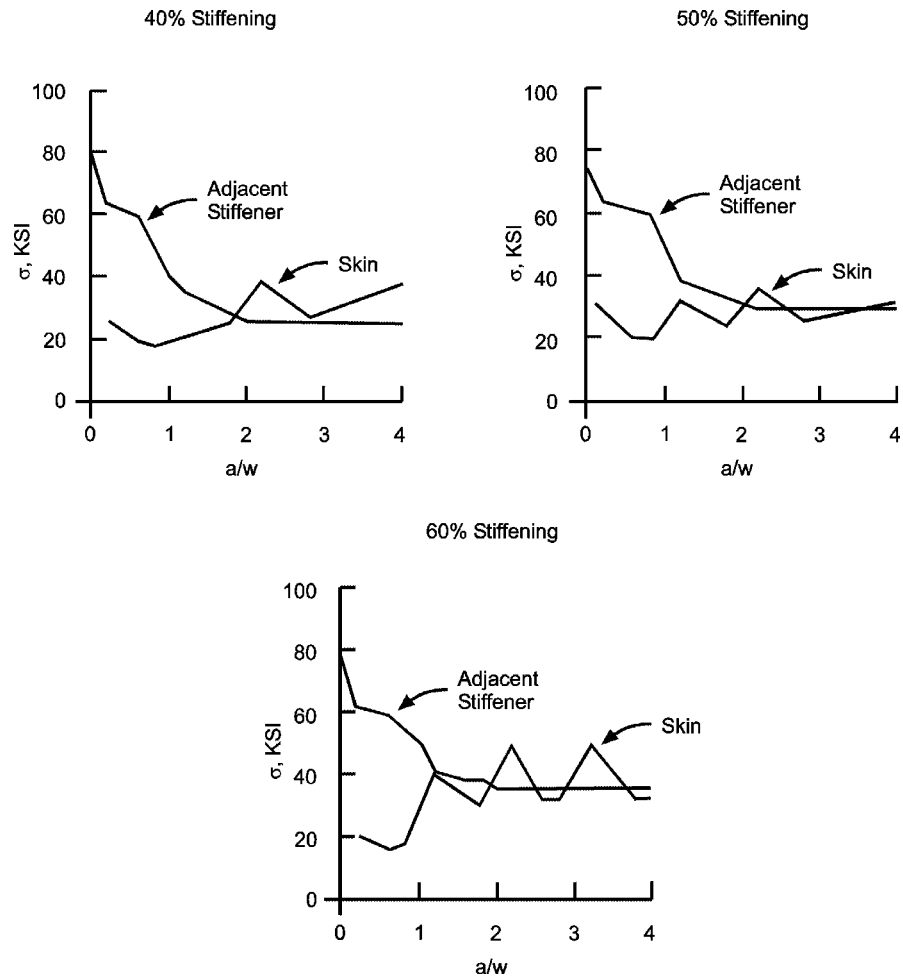 40% Stiffening
100
80
60
40
20
0
σ, KSI
Adjacent
Stiffener
Skin
0 1 2 3 4
a/w
50% Stiffening
100
80
60
40
20
0
σ, KSI
Adjacent
Stiffener
Skin
0 1 2 3 4
a/w
60% Stiffening
100
80
60
40
20
0
σ, KSI
Adjacent
Stiffener
Skin
0 1 2 3 4
a/w